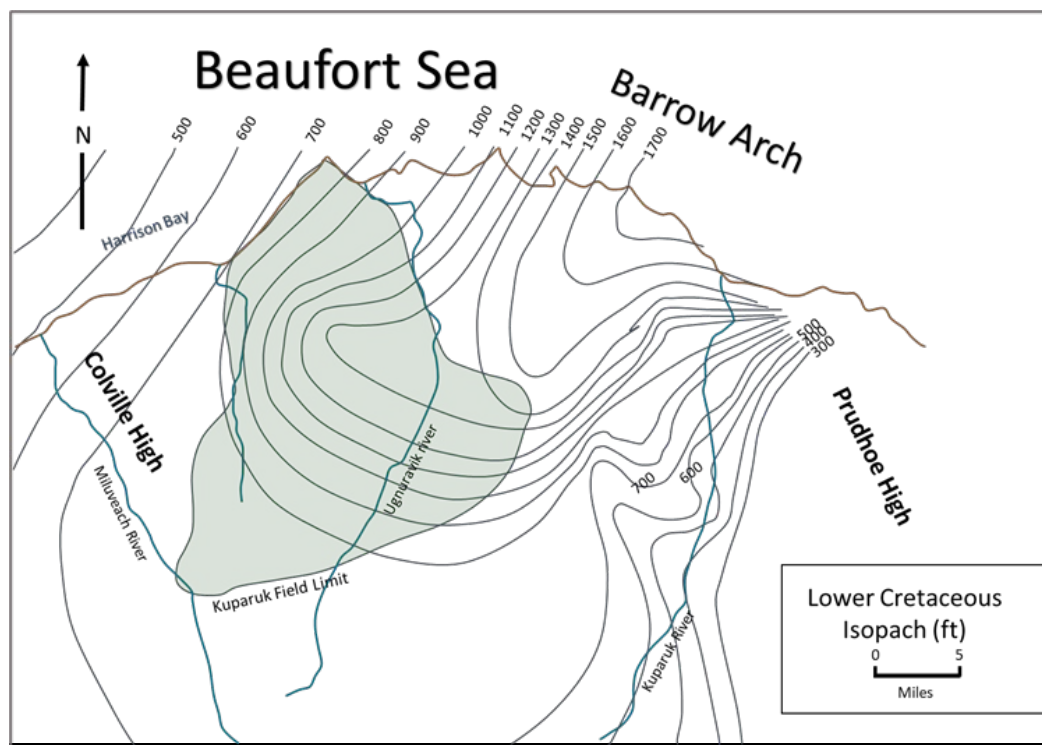 Beaufort Sea
Barrow Arch
N
500
600
700
800
900
1000
1100
1200
1300
1400
1500
1600
1700
Harrison Bay
Colville High
Miluveach River
Ugnuravik river
Kuparuk Field Limit
500
400
300
Prudhoe High
700
600
Kuparuk River
Lower Cretaceous
Isopach (ft)
0 5
Miles